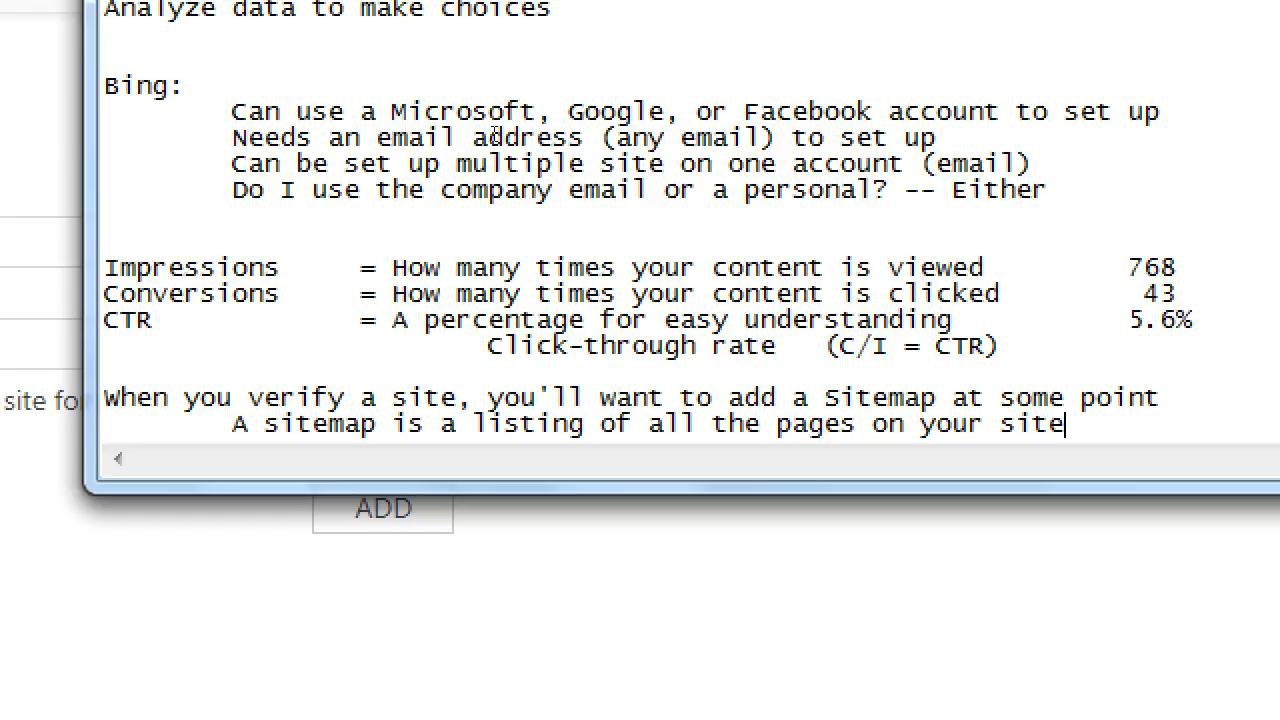 Analyze data to make choices
Bing:
Can use a Microsoft, Google, or Facebook account to set up
Needs an email address (any email) to set up
Can be set up multiple site on one account (email)
Do I use the company email or a personal? -- Either
Impressions = How many times your content is viewed 768
Conversions = How many times your content is clicked 43
CTR = A percentage for easy understanding 5.6%
Click-through rate (C/I = CTR)
When you verify a site, you'll want to add a Sitemap at some point
A sitemap is a listing of all the pages on your site
site fo
ADD